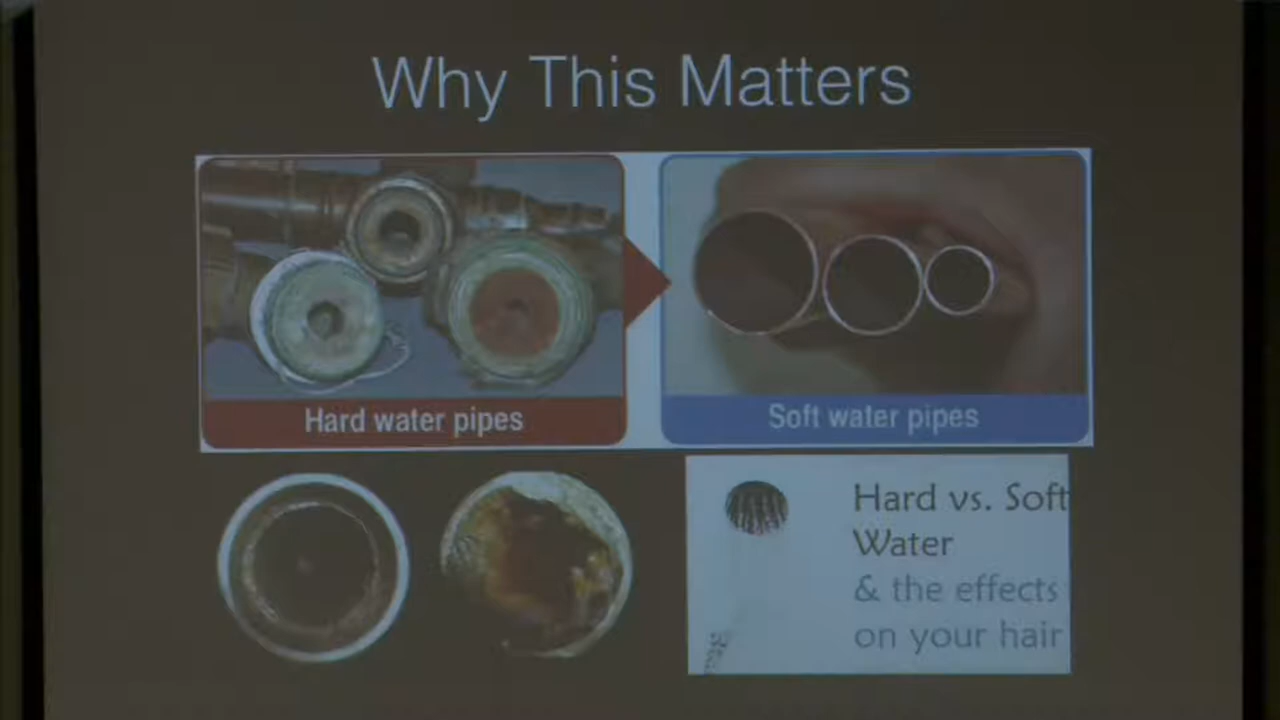 Why This Matters
Hard water pipes
Soft water pipes
Hard vs. Soft
Water
& the effects
on your hair